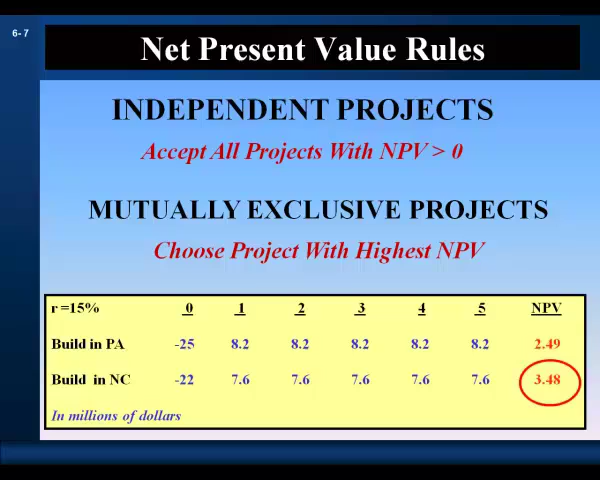 6-7
Net Present Value Rules
INDEPENDENT PROJECTS
Accept All Projects With NPV > 0
MUTUALLY EXCLUSIVE PROJECTS
Choose Project With Highest NPV
r =15% 0 1 2 3 4 5 NPV
Build in PA -25 8.2 8.2 8.2 8.2 8.2 2.49
Build in NC -22 7.6 7.6 7.6 7.6 7.6 3.48
In millions of dollars